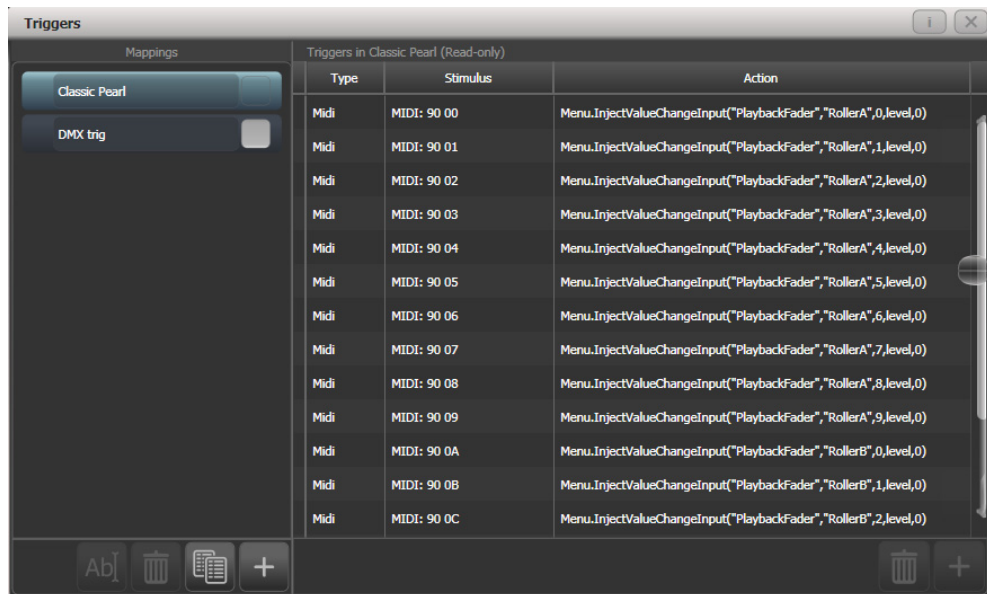 Triggers
i
Mappings
Classic Pearl
DMX trig
Triggers in Classic Pearl (Read-only)
Type Stimulus Action
Midi MIDI: 90 00 Menu.InjectValueChangeInput("PlaybackFader","RollerA",0,level,0)
Midi MIDI: 90 01 Menu.InjectValueChangeInput("PlaybackFader","RollerA",1,level,0)
Midi MIDI: 90 02 Menu.InjectValueChangeInput("PlaybackFader","RollerA",2,level,0)
Midi MIDI: 90 03 Menu.InjectValueChangeInput("PlaybackFader","RollerA",3,level,0)
Midi MIDI: 90 04 Menu.InjectValueChangeInput("PlaybackFader","RollerA",4,level,0)
Midi MIDI: 90 05 Menu.InjectValueChangeInput("PlaybackFader","RollerA",5,level,0)
Midi MIDI: 90 06 Menu.InjectValueChangeInput("PlaybackFader","RollerA",6,level,0)
Midi MIDI: 90 07 Menu.InjectValueChangeInput("PlaybackFader","RollerA",7,level,0)
Midi MIDI: 90 08 Menu.InjectValueChangeInput("PlaybackFader","RollerA",8,level,0)
Midi MIDI: 90 09 Menu.InjectValueChangeInput("PlaybackFader","RollerA",9,level,0)
Midi MIDI: 90 0A Menu.InjectValueChangeInput("PlaybackFader","RollerB",0,level,0)
Midi MIDI: 90 0B Menu.InjectValueChangeInput("PlaybackFader","RollerB",1,level,0)
Midi MIDI: 90 0C Menu.InjectValueChangeInput("PlaybackFader","RollerB",2,level,0)
Ab